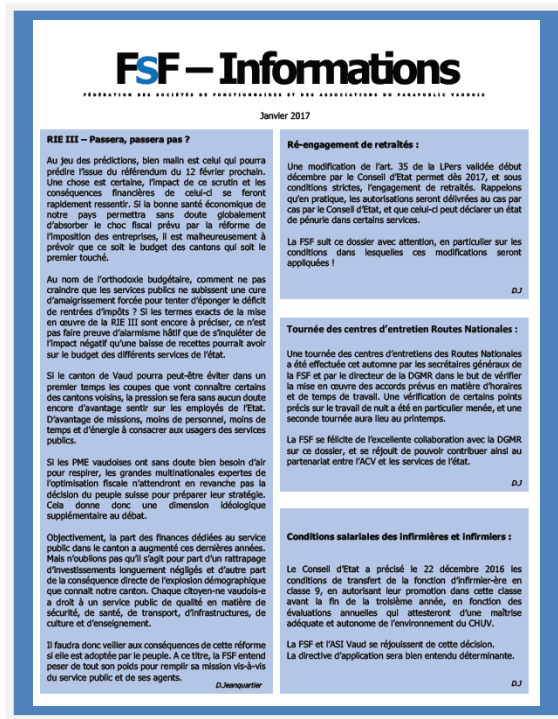 FSF – Informations
FÉDÉRATION DES SOCIÉTÉS DE FONCTIONNAIRES ET DES ASSOCIATIONS DU PARAPUBLIC VAUDOIS
Janvier 2017
RIE III – Passera, passera pas ?
Au jeu des prédictions, bien malin est celui qui pourra
prédire l'issue du référendum du 12 février prochain.
Une chose est certaine, l'impact de ce scrutin et les
conséquences financières de celui-ci se feront
rapidement ressentir. Si la bonne santé économique de
notre pays permettra sans doute globalement
d'absorber le choc fiscal prévu par la réforme de
l'imposition des entreprises, il est malheureusement à
prévoir que ce soit le budget des cantons qui soit le
premier touché.
Au nom de l'orthodoxie budgétaire, comment ne pas
craindre que les services publics ne subissent une cure
d'amaigrissement forcée pour tenter d'éponger le déficit
de rentrées d'impôts ? Si les termes exacts de la mise
en œuvre de la RIE III sont encore à préciser, ce n'est
pas faire preuve d'alarmisme hâtif que de s'inquiéter de
l'impact négatif qu'une baisse de recettes pourrait avoir
sur le budget des différents services de l'état.
Si le canton de Vaud pourra peut-être éviter dans un
premier temps les coupes que vont connaître certains
des cantons voisins, la pression se fera sans aucun doute
encore d'avantage sentir sur les employés de l'Etat.
D'avantage de missions, moins de personnel, moins de
temps et d'énergie à consacrer aux usagers des services
publics.
Si les PME vaudoises ont sans doute bien besoin d'air
pour respirer, les grandes multinationales expertes de
l'optimisation fiscale n'attendront en revanche pas la
décision du peuple suisse pour préparer leur stratégie.
Cela donne donc une dimension idéologique
supplémentaire au débat.
Objectivement, la part des finances dédiées au service
public dans le canton a augmenté ces dernières années.
Mais n'oublions pas qu'il s'agit pour part d'un rattrapage
d'investissements longuement négligés et d'autre part
de la conséquence directe de l'explosion démographique
que connait notre canton. Chaque citoyen-ne vaudois-e
a droit à un service public de qualité en matière de
sécurité, de santé, de transport, d'infrastructures, de
culture et d'enseignement.
Il faudra donc veiller aux conséquences de cette réforme
si elle est adoptée par le peuple. A ce titre, la FSF entend
peser de tout son poids pour remplir sa mission vis-à-vis
du service public et de ses agents.
D.Jeanquartier
Ré-engagement de retraités :
Une modification de l'art. 35 de la LPers validée début
décembre par le Conseil d'Etat permet dès 2017, et sous
conditions strictes, l'engagement de retraités. Rappelons
qu'en pratique, les autorisations seront délivrées au cas par
cas par le Conseil d'Etat, et que celui-ci peut déclarer un état
de pénurie dans certains services.
La FSF suit ce dossier avec attention, en particulier sur les
conditions dans lesquelles ces modifications seront
appliquées !
D.J
Tournée des centres d'entretien Routes Nationales :
Une tournée des centres d'entretiens des Routes Nationales
a été effectuée cet automne par les secrétaires généraux de
la FSF et par le directeur de la DGMR dans le but de vérifier
la mise en œuvre des accords prévus en matière d'horaires
et de temps de travail. Une vérification de certains points
précis sur le travail de nuit a été en particulier menée, et une
seconde tournée aura lieu au printemps.
La FSF se félicite de l'excellente collaboration avec la DGMR
sur ce dossier, et se réjouit de pouvoir contribuer ainsi au
partenariat entre l'ACV et les services de l'état.
D.J
Conditions salariales des infirmières et infirmiers :
Le Conseil d'Etat a précisé le 22 décembre 2016 les
conditions de transfert de la fonction d'infirmier-ère en
classe 9, en autorisant leur promotion dans cette classe
avant la fin de la troisième année, en fonction des
évaluations annuelles qui attesteront d'une maîtrise
adéquate et autonome de l'environnement du CHUV.
La FSF et l'ASI Vaud se réjouissent de cette décision.
La directive d'application sera bien entendu déterminante.
D.J